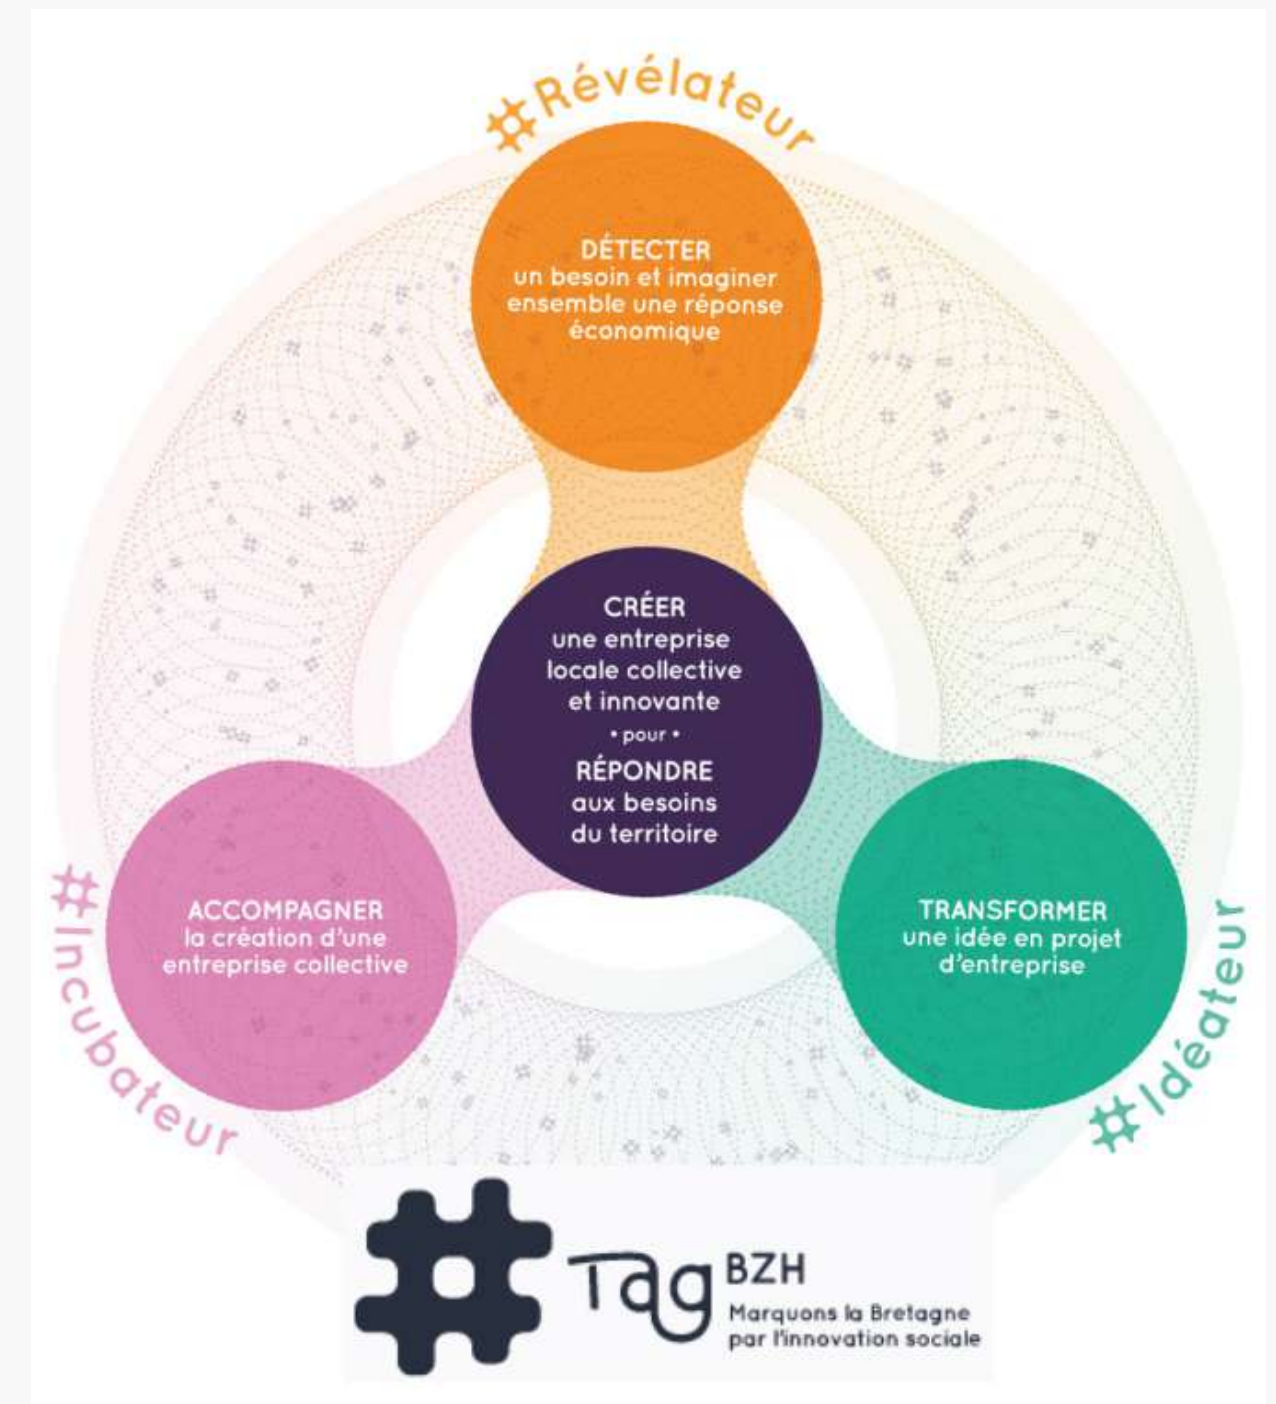 #Révélateur
DÉTECTER
un besoin et imaginer
ensemble une réponse
économique
CRÉER
une entreprise
locale collective
et innovante
• pour •
RÉPONDRE
aux besoins
du territoire
ACCOMPAGNER
la création d'une
entreprise collective
#Incubateur
TRANSFORMER
une idée en projet
d'entreprise
#Idéateur
#Tag BZH
Marquons la Bretagne
par l'innovation sociale